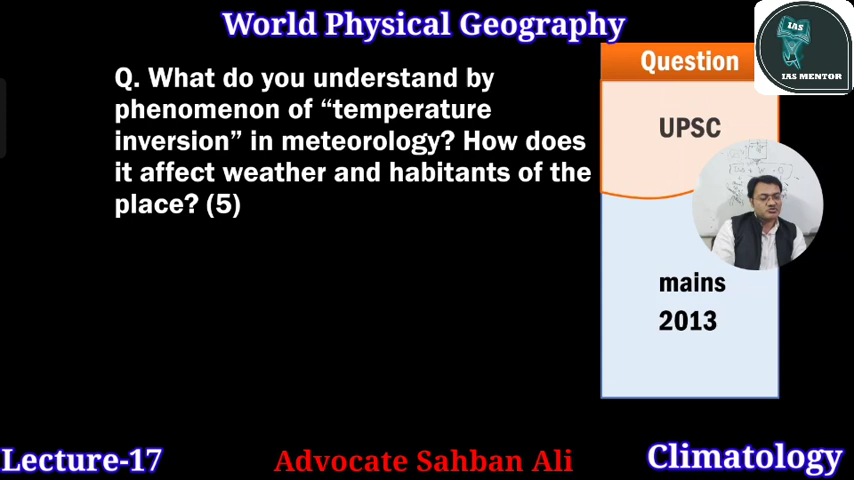 World Physical Geography
IAS
IAS MENTOR
Question
Q. What do you understand by
phenomenon of “temperature
inversion” in meteorology? How does
it affect weather and habitants of the
place? (5)
UPSC
mains
2013
Lecture-17
Advocate Sahban Ali
Climatology